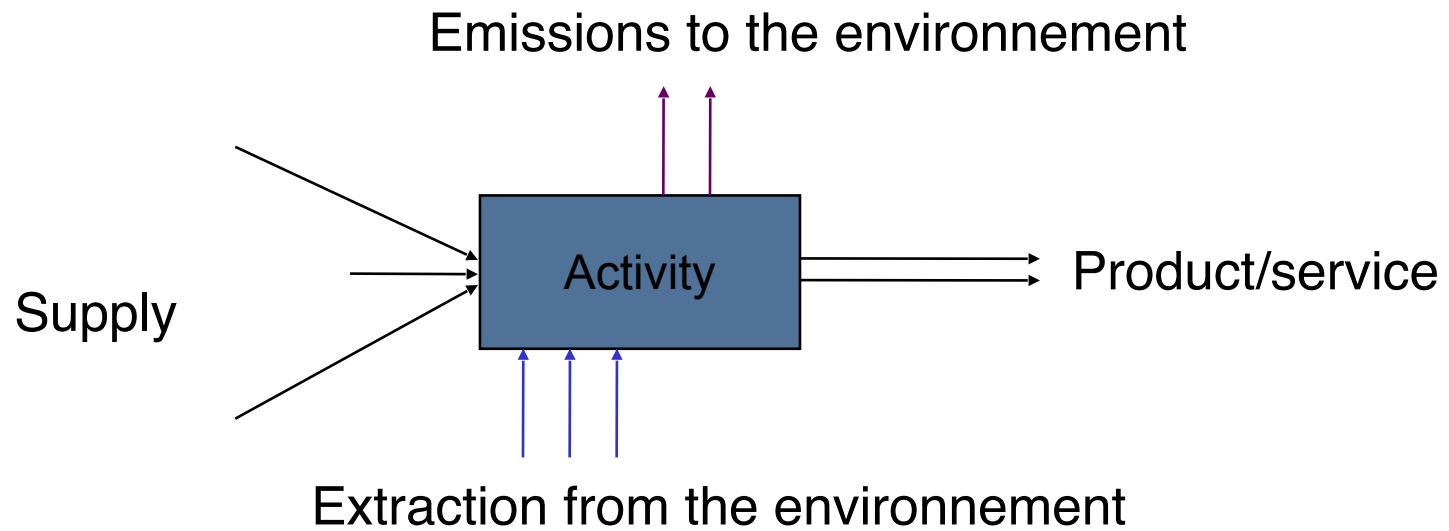 Emissions to the environnement
Activity
Product/service
Supply
Extraction from the environnement